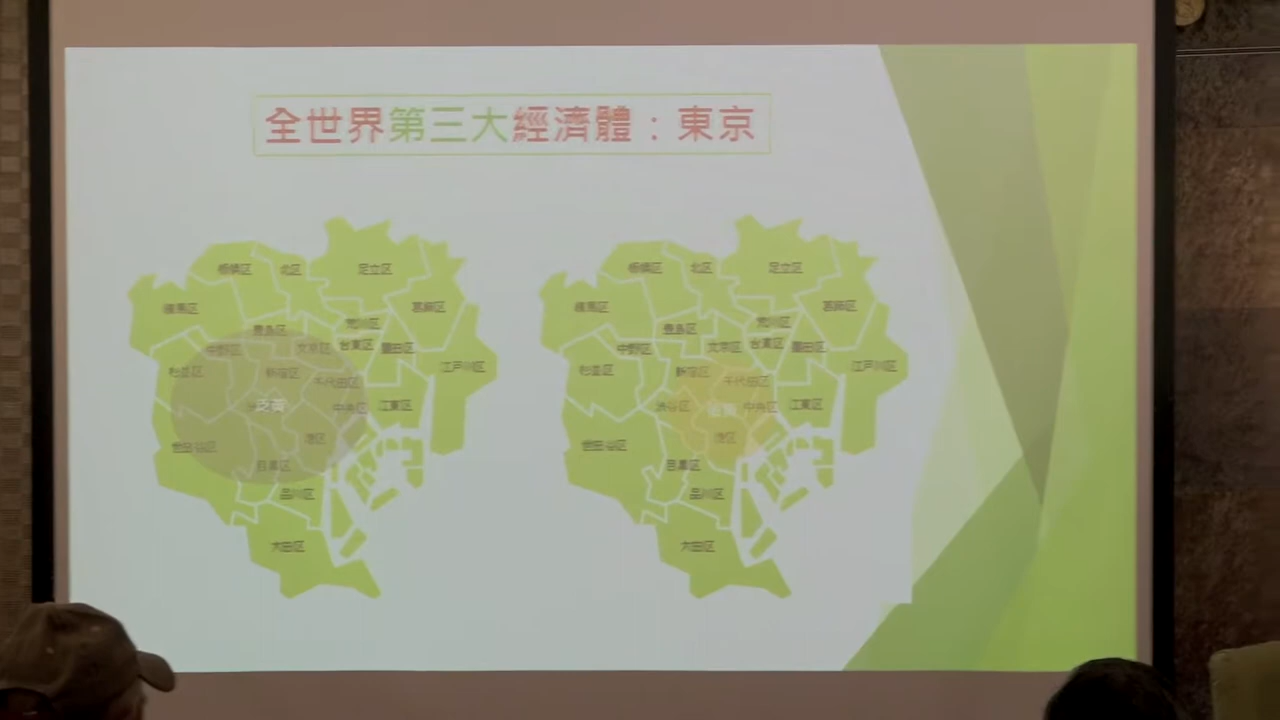 全世界第三大經濟體：東京
板橋区 北区 足立区
練馬区 葛飾区
豊島区 荒川区
中野区 文京区 台東区 墨田区
杉並区 新宿区 千代田区 江戸川区
中央区 江東区
世田谷区 港区
目黒区
品川区
大田区
板橋区 北区 足立区
練馬区 葛飾区
豊島区 荒川区
中野区 文京区 台東区 墨田区
杉並区 新宿区 千代田区 江戸川区
渋谷区 中央区 江東区
世田谷区 港区
目黒区
品川区
大田区